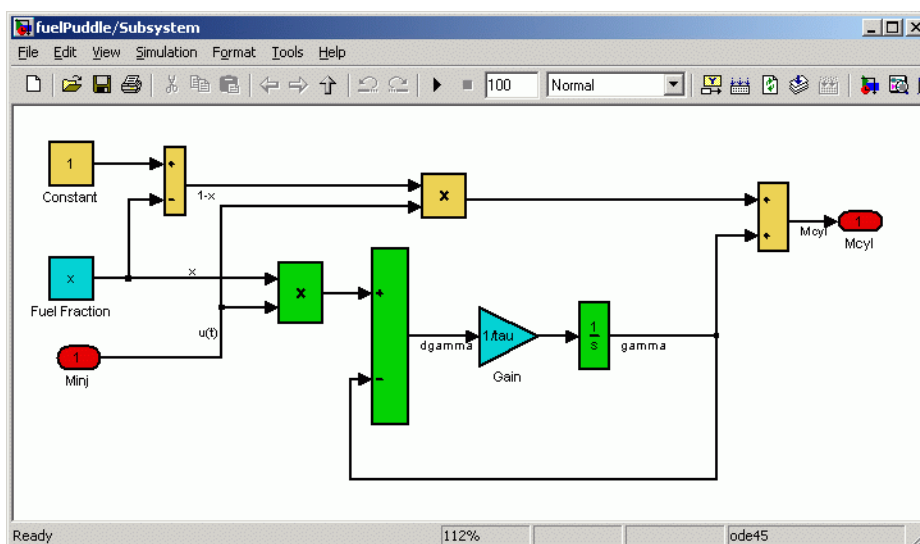 fuelPuddle/Subsystem
File Edit View Simulation Format Tools Help
100 Normal
1
Constant
+
-
1-x
x
+
+
Mcyl
1
Mcyl
x
Fuel Fraction
x
x
+
-
dgamma
1/tau
Gain
1
s
gamma
u(t)
1
Minj
Ready 112% ode45